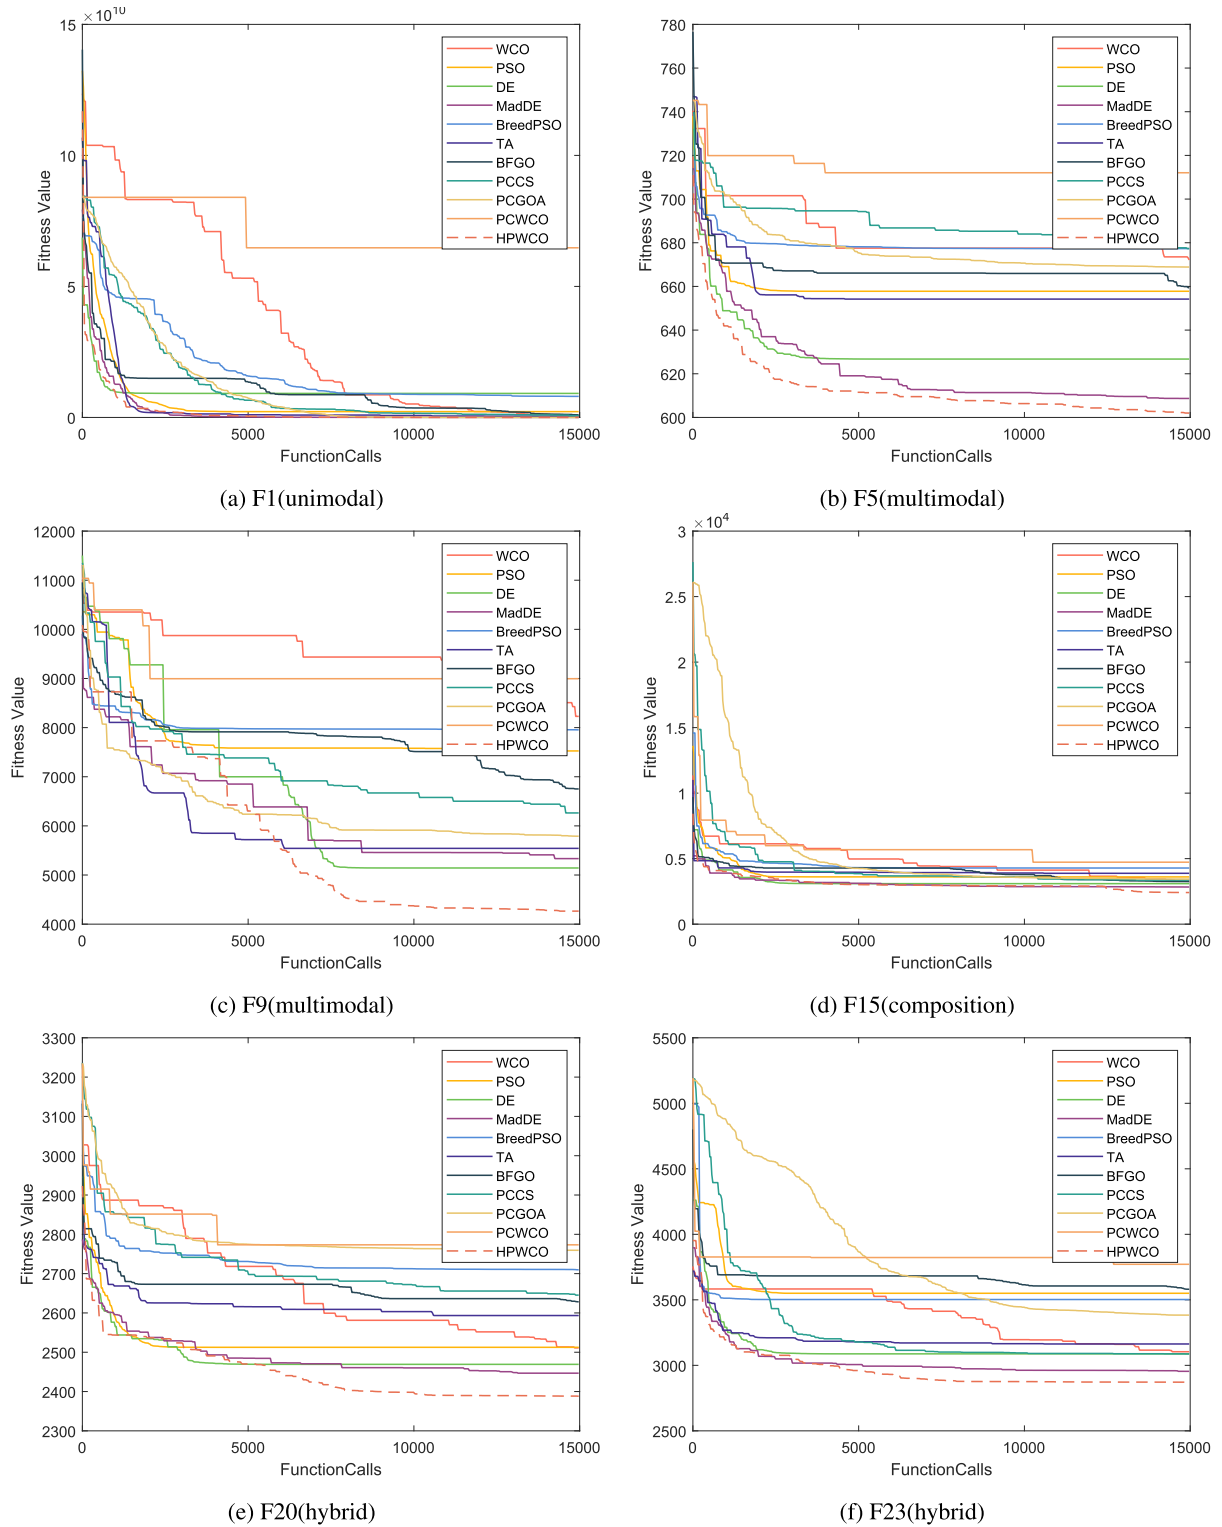 ×10^10
15
10
5
0
Fitness Value
WCO
PSO
DE
MadDE
BreedPSO
TA
BFGO
PCCS
PCGOA
PCWCO
HPWCO
0 5000 10000 15000
FunctionCalls
(a) F1(unimodal)
780
760
740
720
700
680
660
640
620
600
Fitness Value
WCO
PSO
DE
MadDE
BreedPSO
TA
BFGO
PCCS
PCGOA
PCWCO
HPWCO
0 5000 10000 15000
FunctionCalls
(b) F5(multimodal)
12000
11000
10000
9000
8000
7000
6000
5000
4000
Fitness Value
WCO
PSO
DE
MadDE
BreedPSO
TA
BFGO
PCCS
PCGOA
PCWCO
HPWCO
0 5000 10000 15000
FunctionCalls
(c) F9(multimodal)
×10^4
3
2.5
2
1.5
1
0.5
0
Fitness Value
WCO
PSO
DE
MadDE
BreedPSO
TA
BFGO
PCCS
PCGOA
PCWCO
HPWCO
0 5000 10000 15000
FunctionCalls
(d) F15(composition)
3300
3200
3100
3000
2900
2800
2700
2600
2500
2400
2300
Fitness Value
WCO
PSO
DE
MadDE
BreedPSO
TA
BFGO
PCCS
PCGOA
PCWCO
HPWCO
0 5000 10000 15000
FunctionCalls
(e) F20(hybrid)
5500
5000
4500
4000
3500
3000
2500
Fitness Value
WCO
PSO
DE
MadDE
BreedPSO
TA
BFGO
PCCS
PCGOA
PCWCO
HPWCO
0 5000 10000 15000
FunctionCalls
(f) F23(hybrid)